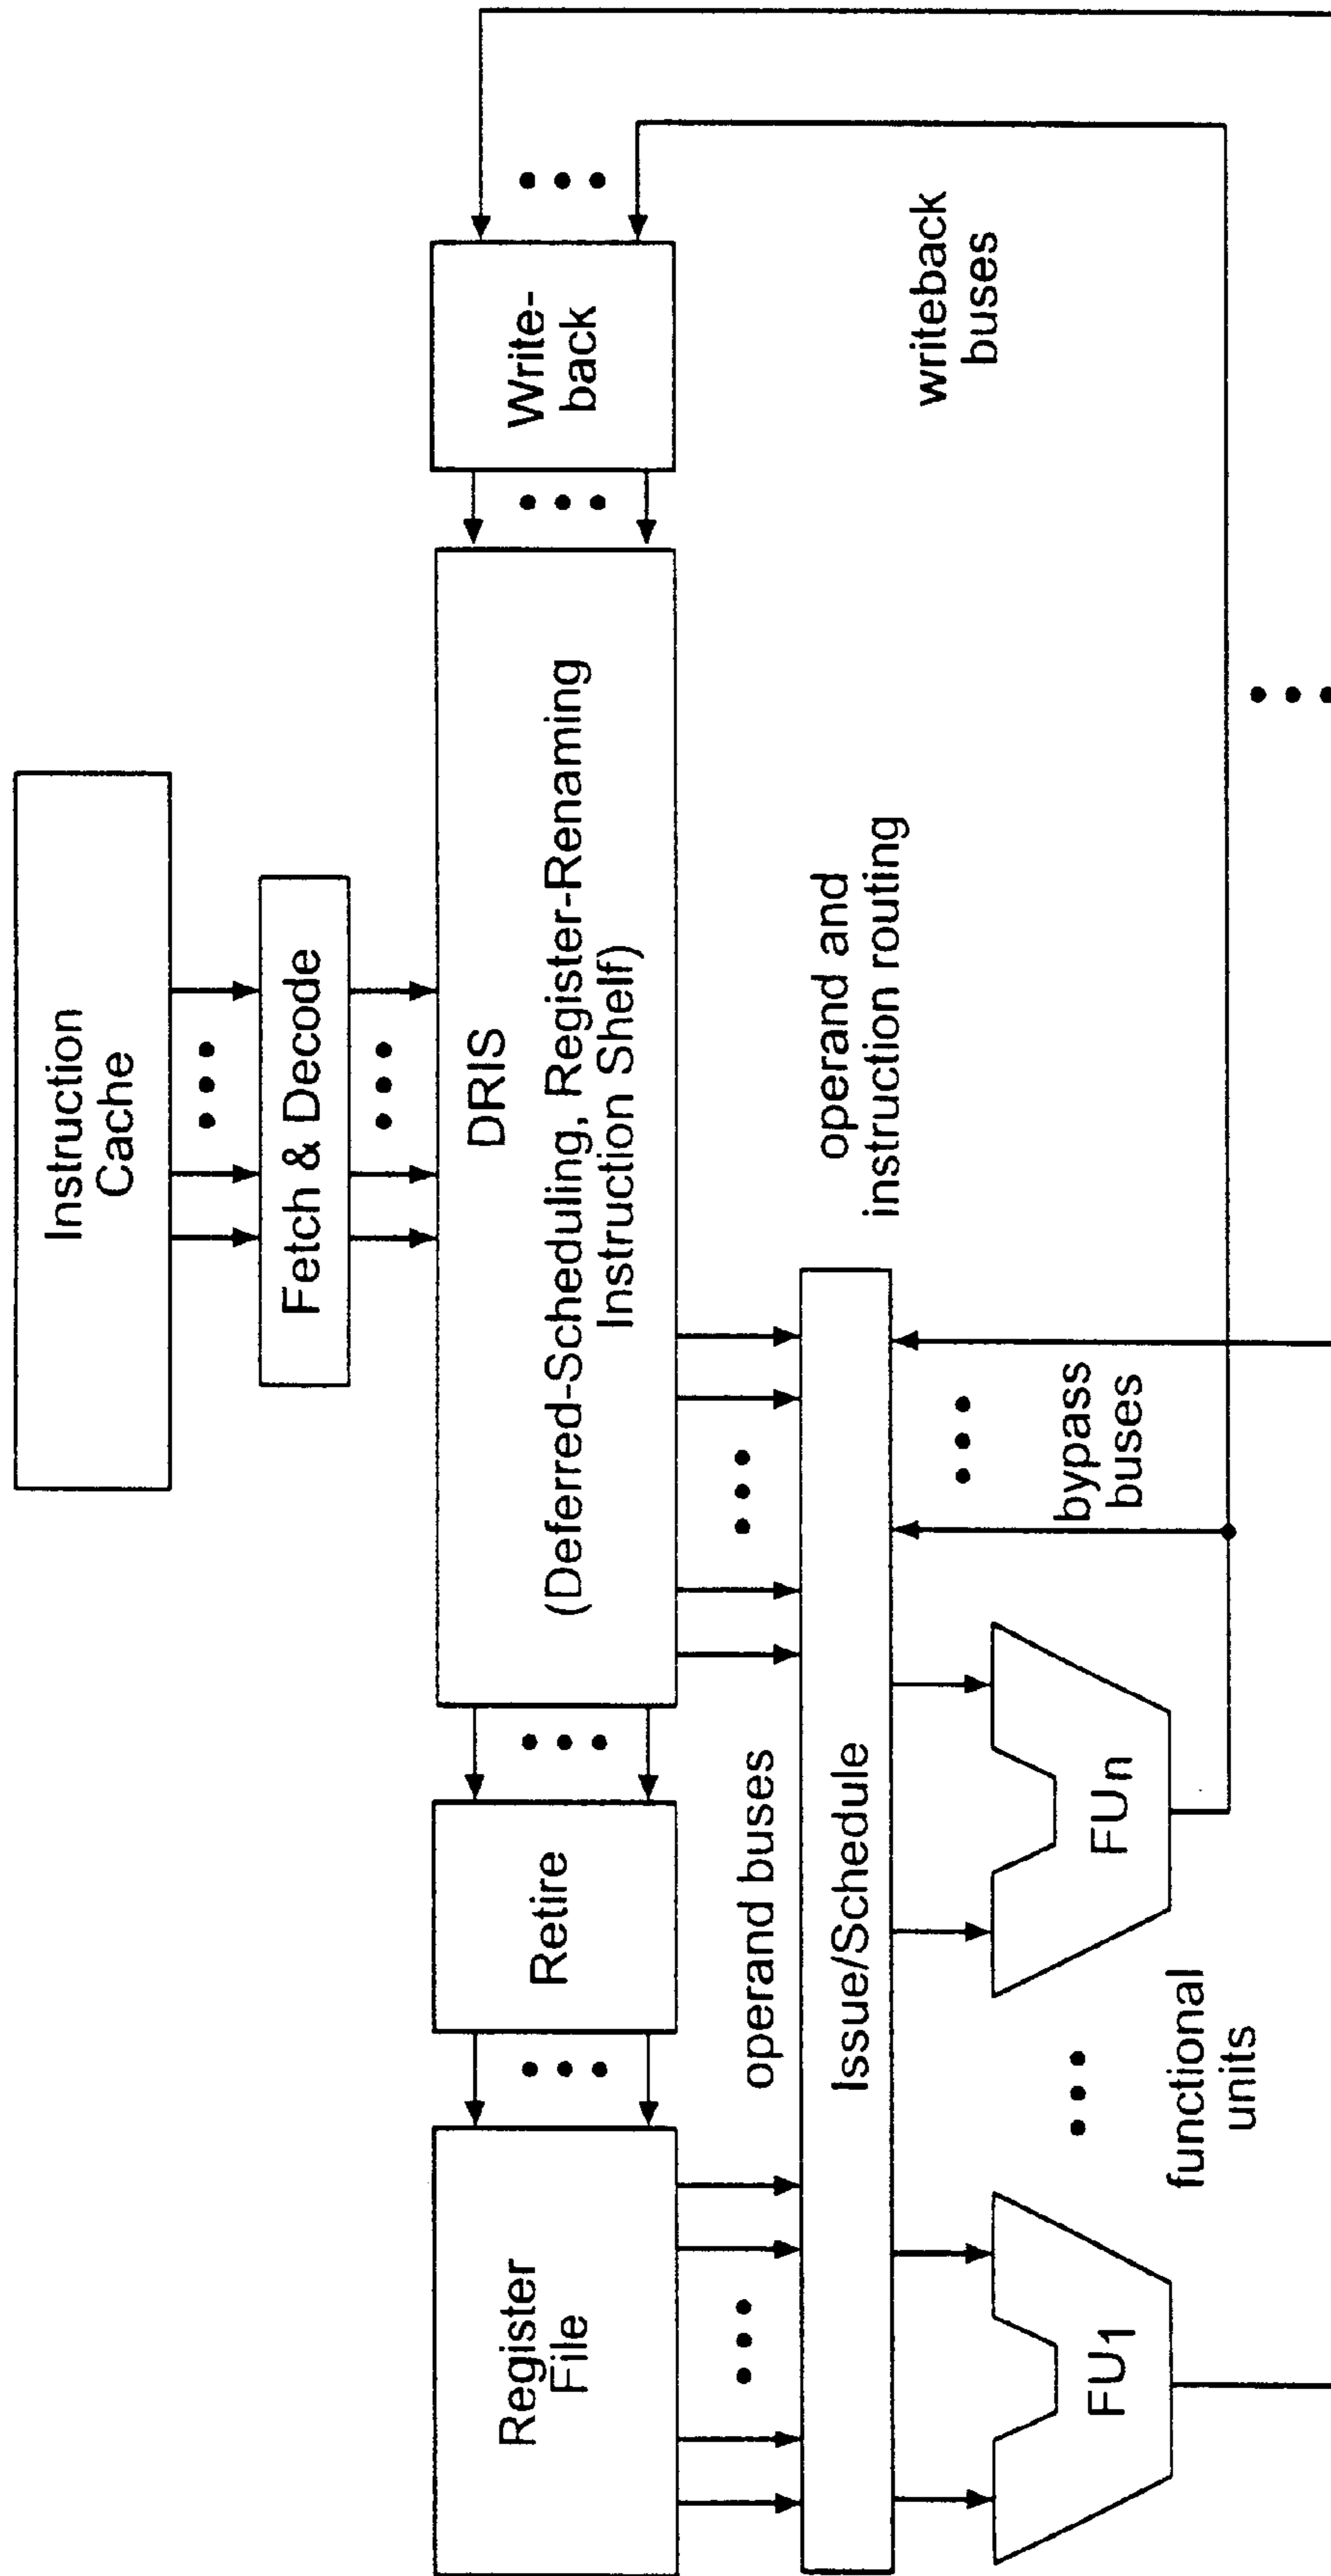 Instruction
Cache
Fetch & Decode
DRIS
(Deferred-Scheduling, Register-Renaming
Instruction Shelf)
Write-
back
Retire
Register
File
operand buses
operand and
instruction routing
writeback
buses
Issue/Schedule
bypass
buses
FU1
FUn
functional
units